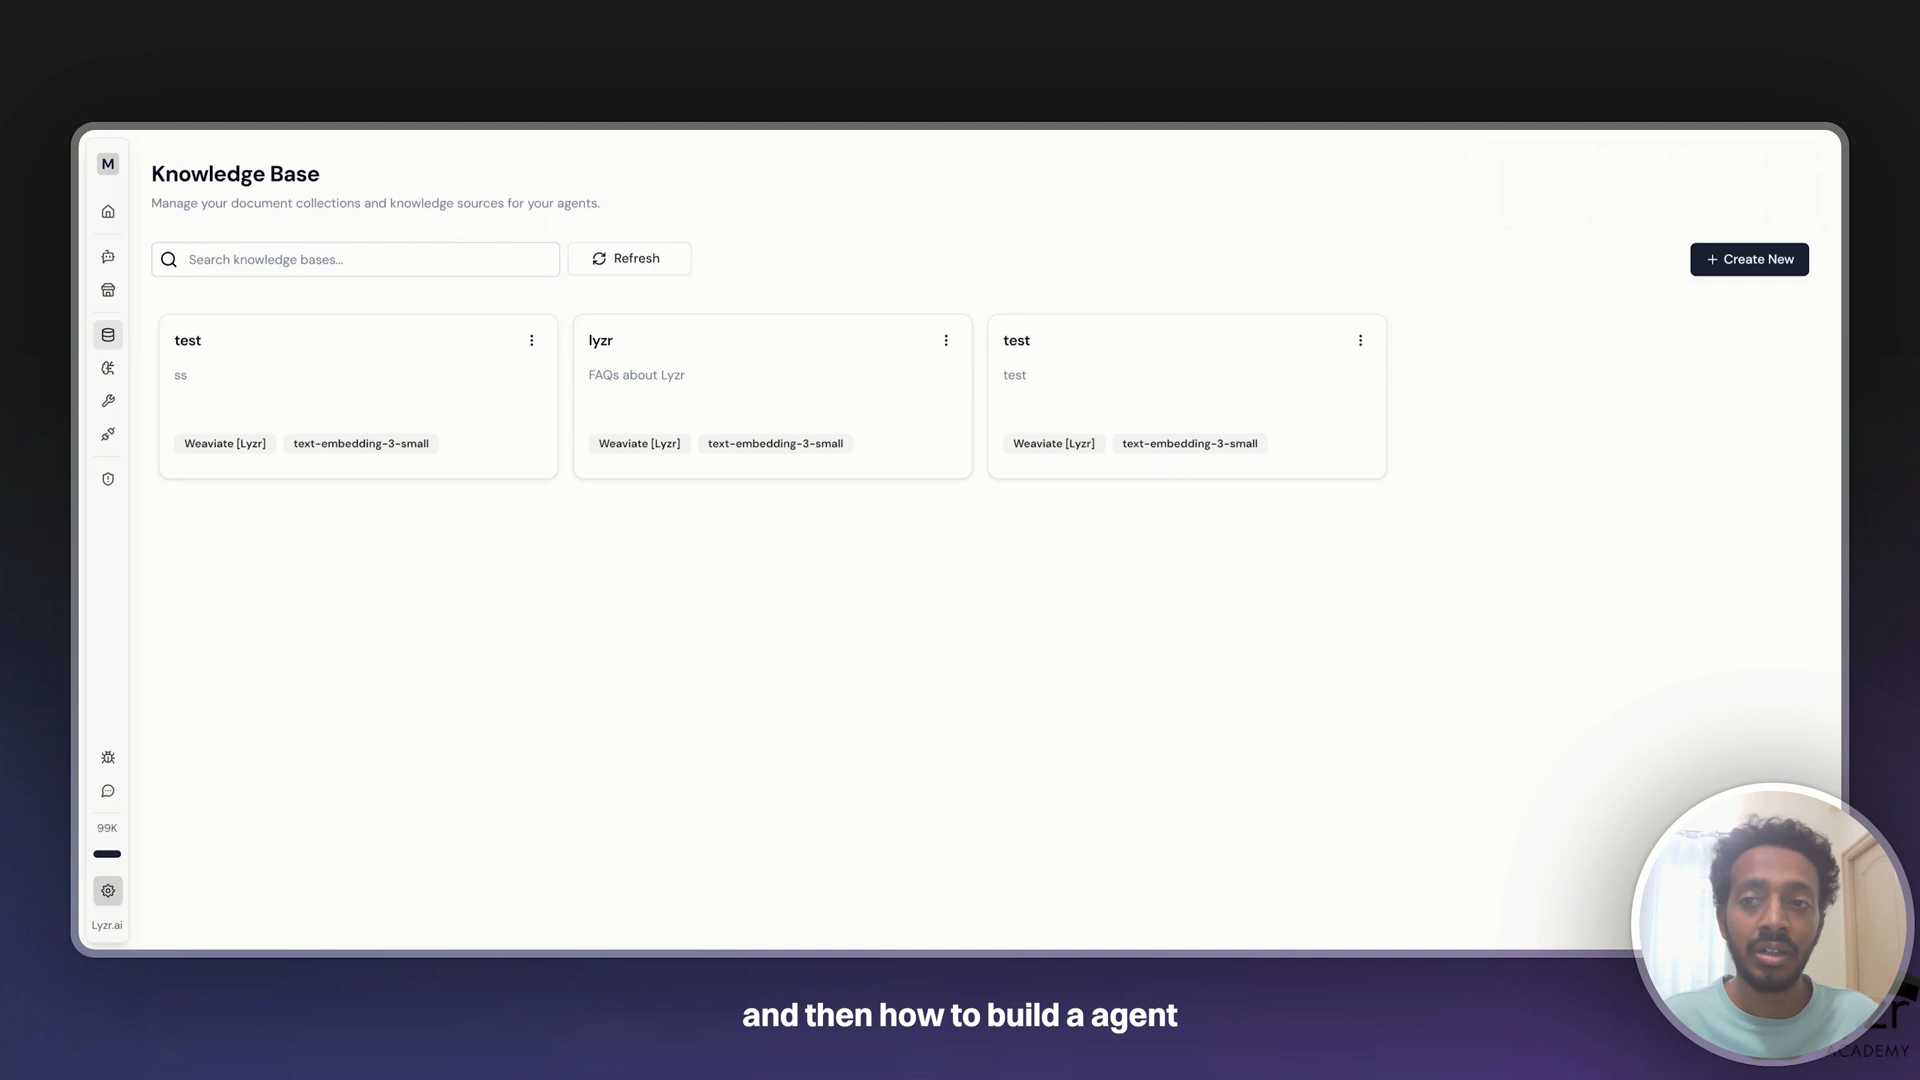 M
Knowledge Base
Manage your document collections and knowledge sources for your agents.
Search knowledge bases...
Refresh
+ Create New
test
ss
Weaviate [Lyzr] text-embedding-3-small
lyzr
FAQs about Lyzr
Weaviate [Lyzr] text-embedding-3-small
test
test
Weaviate [Lyzr] text-embedding-3-small
99K
Lyzr.ai
and then how to build a agent
ACADEMY